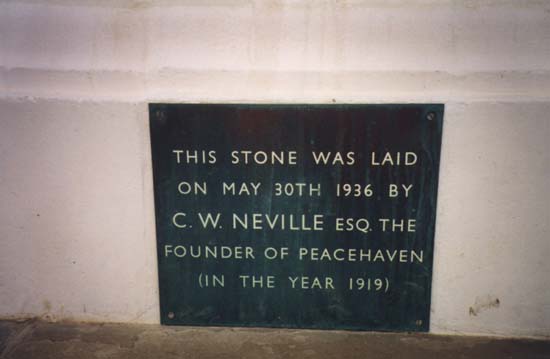 THIS STONE WAS LAID
ON MAY 30TH 1936 BY
C. W. NEVILLE ESQ. THE
FOUNDER OF PEACEHAVEN
(IN THE YEAR 1919)